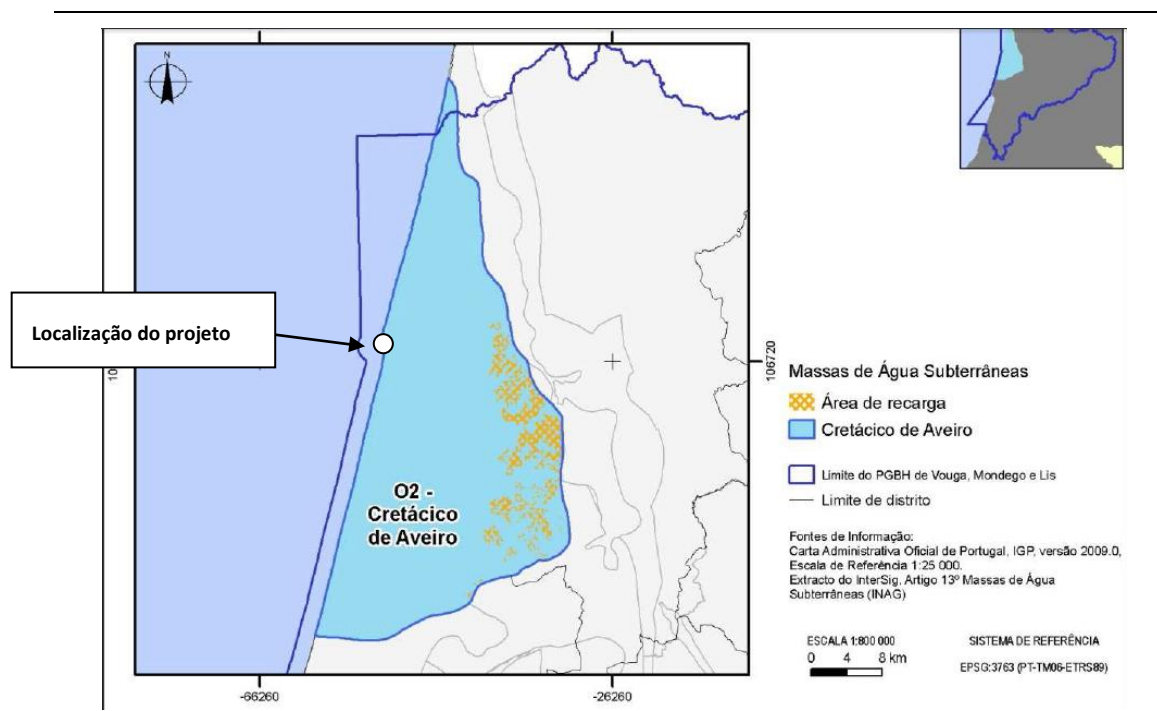 N
Localização do projeto
10
106720
O2 -
Cretácico
de Aveiro
-66260
-26260
Massas de Água Subterrâneas
Área de recarga
Cretácico de Aveiro
Limite do PGBH de Vouga, Mondego e Lis
Limite de distrito
Fontes de Informação:
Carta Administrativa Oficial de Portugal, IGP, versão 2009.0,
Escala de Referência 1:25 000.
Extracto do InterSig, Artigo 13º Massas de Água
Subterrâneas (INAG)
ESCALA 1:800 000
0 4 8 km
SISTEMA DE REFERÊNCIA
EPSG:3763 (PT-TM06-ETRS89)